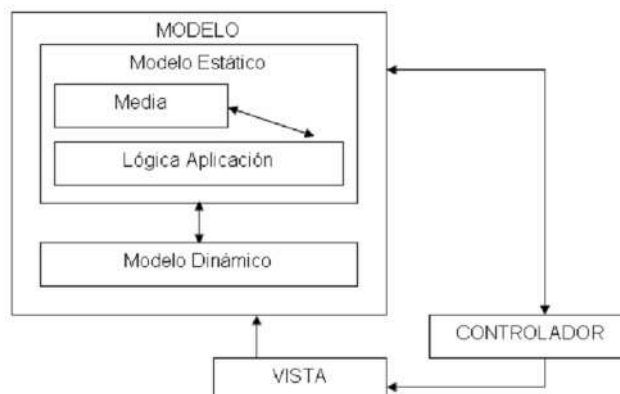 MODELO
Modelo Estático
Media
Lógica Aplicación
Modelo Dinámico
CONTROLADOR
VISTA